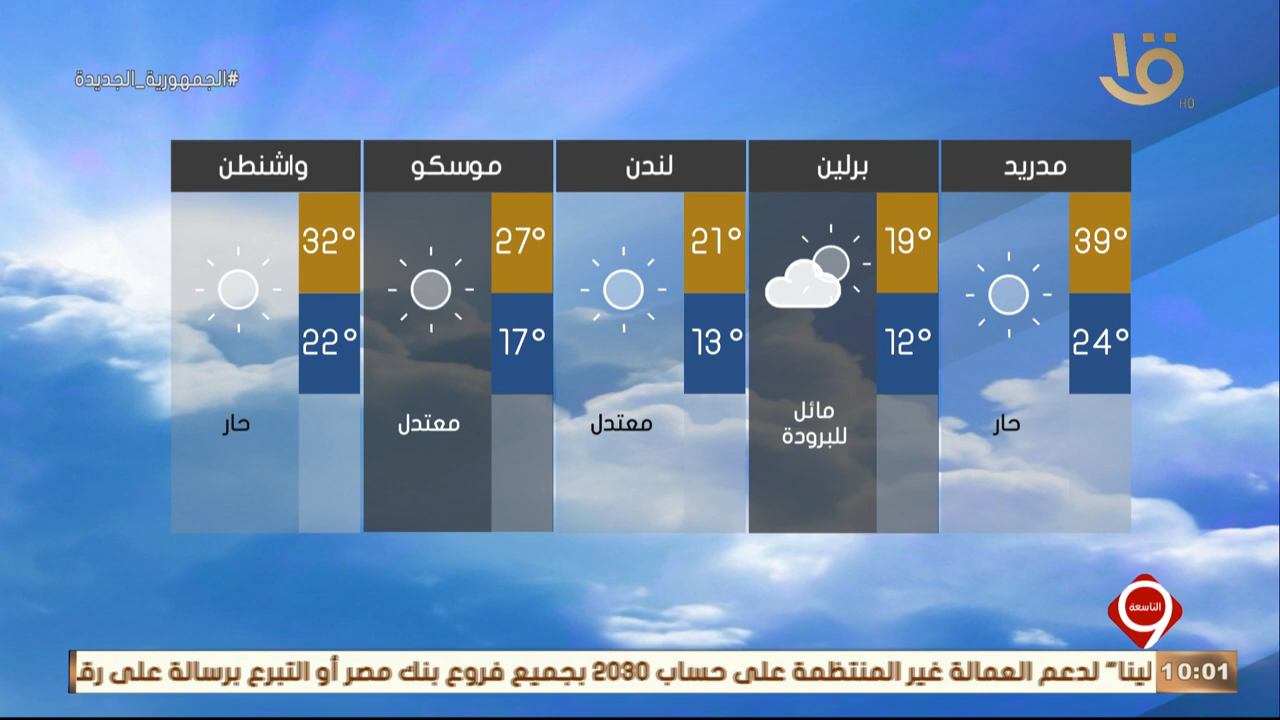 #الجمهورية_الجديدة
HD
مدريد
برلين
لندن
موسكو
واشنطن
39°
19°
21°
27°
32°
24°
12°
13°
17°
22°
حار
مائل
للبرودة
معتدل
معتدل
حار
التاسعة
9
10:01
لينا" لدعم العمالة غير المنتظمة على حساب 2030 بجميع فروع بنك مصر أو التبرع برسالة على رق